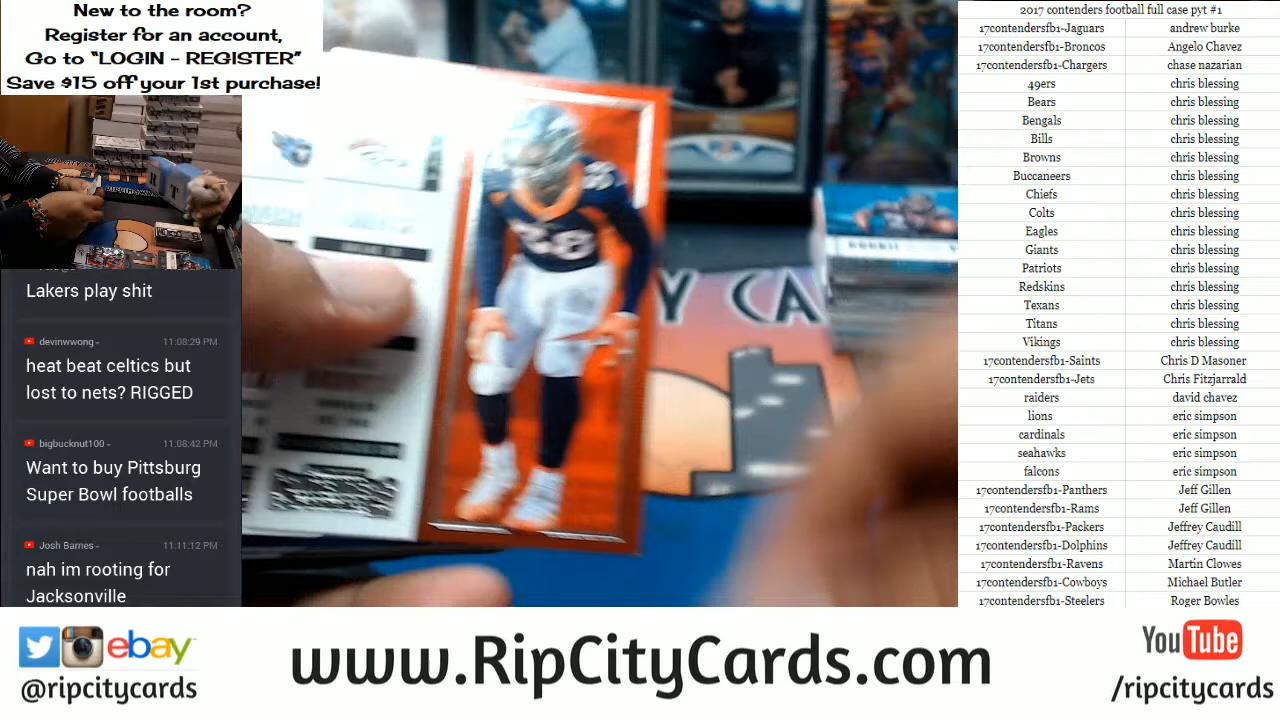 New to the room?
Register for an account,
Go to “LOGIN - REGISTER”
Save $15 off your 1st purchase!
Lakers play shit
devinwwong 11:08:29 PM
heat beat celtics but
lost to nets? RIGGED
bigbucknut100 11:08:42 PM
Want to buy Pittsburg
Super Bowl footballs
Josh Barnes 11:11:12 PM
nah im rooting for
Jacksonville
Y CA
2017 contenders football full case pyt #1
17contendersfb1-Jaguars andrew burke
17contendersfb1-Broncos Angelo Chavez
17contendersfb1-Chargers chase nazarian
49ers chris blessing
Bears chris blessing
Bengals chris blessing
Bills chris blessing
Browns chris blessing
Buccaneers chris blessing
Chiefs chris blessing
Colts chris blessing
Eagles chris blessing
Giants chris blessing
Patriots chris blessing
Redskins chris blessing
Texans chris blessing
Titans chris blessing
Vikings chris blessing
17contendersfb1-Saints Chris D Masoner
17contendersfb1-Jets Chris Fitzjarrald
raiders david chavez
lions eric simpson
cardinals eric simpson
seahawks eric simpson
falcons eric simpson
17contendersfb1-Panthers Jeff Gillen
17contendersfb1-Rams Jeff Gillen
17contendersfb1-Packers Jeffrey Caudill
17contendersfb1-Dolphins Jeffrey Caudill
17contendersfb1-Ravens Martin Clowes
17contendersfb1-Cowboys Michael Butler
17contendersfb1-Steelers Roger Bowles
ebay
@ripcitycards
www.RipCityCards.com
YouTube
/ripcitycards